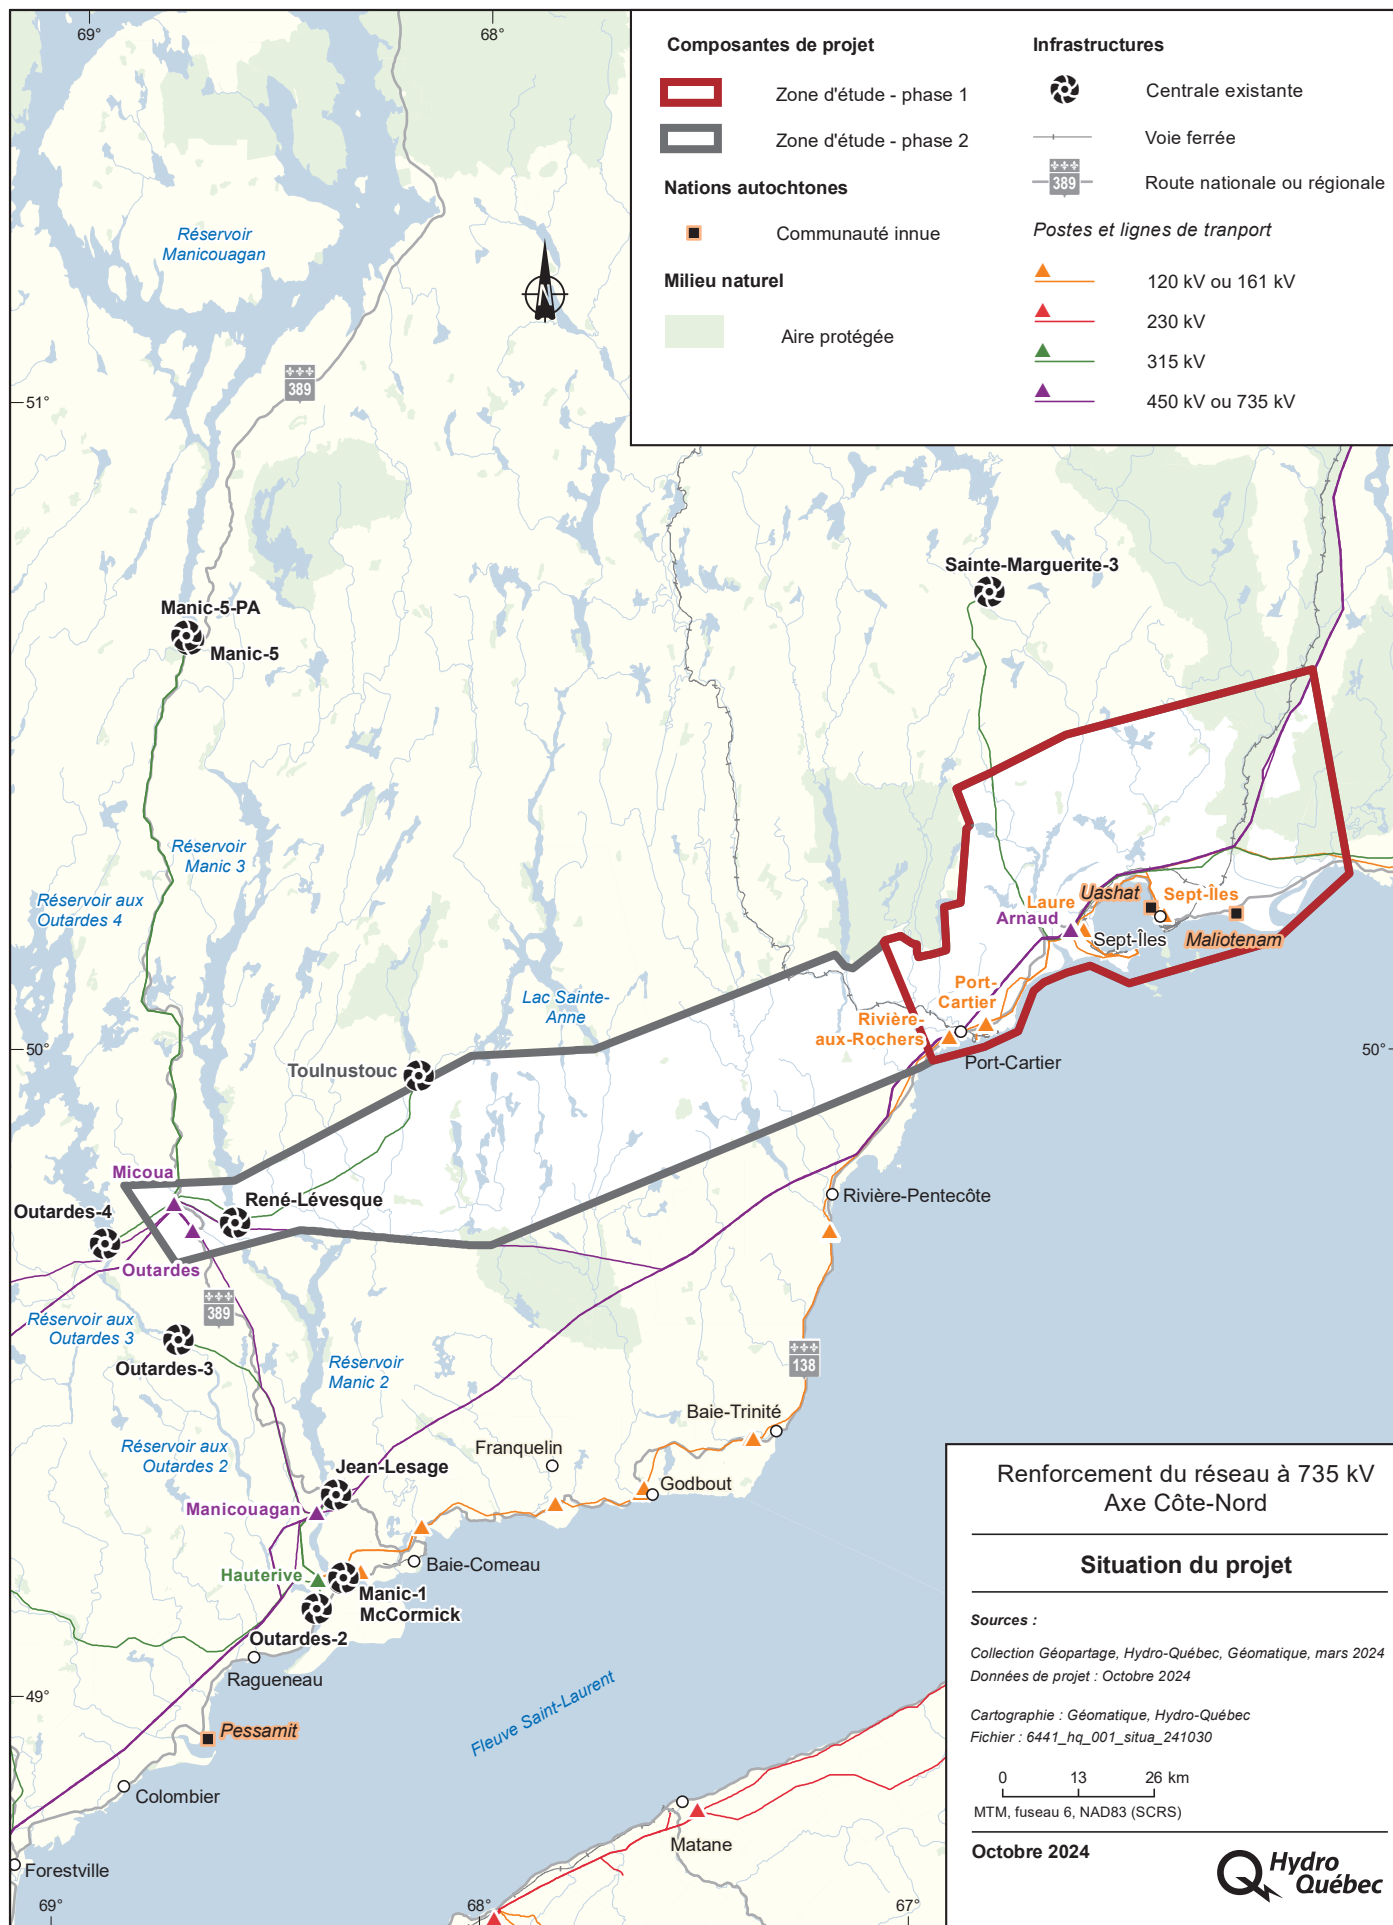 69°
68°
Composantes de projet
Zone d'étude - phase 1
Zone d'étude - phase 2
Nations autochtones
Communauté innue
Milieu naturel
Aire protégée
Infrastructures
Centrale existante
Voie ferrée
389
Route nationale ou régionale
Postes et lignes de tranport
120 kV ou 161 kV
230 kV
315 kV
450 kV ou 735 kV
N
Réservoir
Manicouagan
389
51°
Sainte-Marguerite-3
Manic-5-PA
Manic-5
Réservoir
Manic 3
Réservoir aux
Outardes 4
Uashat
Sept-Îles
Laure
Arnaud
Sept-Îles
Maliotenam
Lac Sainte-
Anne
Port-
Cartier
Rivière-
aux-Rochers
Port-Cartier
50°
50°
Toulnustouc
Micoua
René-Lévesque
Outardes-4
Outardes
Rivière-Pentecôte
389
Réservoir aux
Outardes 3
Outardes-3
Réservoir
Manic 2
138
Baie-Trinité
Réservoir aux
Outardes 2
Franquelin
Jean-Lesage
Godbout
Manicouagan
Baie-Comeau
Hauterive
Manic-1
McCormick
Outardes-2
Ragueneau
49°
Pessamit
Fleuve Saint-Laurent
Colombier
Matane
Forestville
69°
68°
67°
Renforcement du réseau à 735 kV
Axe Côte-Nord
Situation du projet
Sources :
Collection Géopartage, Hydro-Québec, Géomatique, mars 2024
Données de projet : Octobre 2024
Cartographie : Géomatique, Hydro-Québec
Fichier : 6441_hq_001_situa_241030
0 13 26 km
MTM, fuseau 6, NAD83 (SCRS)
Octobre 2024
Hydro
Québec